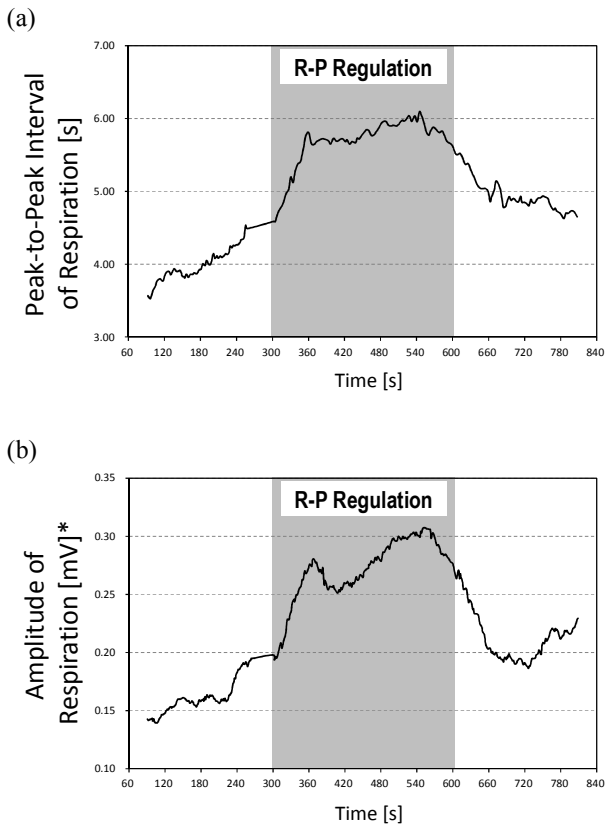 (a)
7.00
R-P Regulation
6.00
5.00
4.00
3.00
Peak-to-Peak Interval
of Respiration [s]
60 120 180 240 300 360 420 480 540 600 660 720 780 840
Time [s]
(b)
0.35
R-P Regulation
0.30
0.25
0.20
0.15
0.10
Amplitude of
Respiration [mV]*
60 120 180 240 300 360 420 480 540 600 660 720 780 840
Time [s]